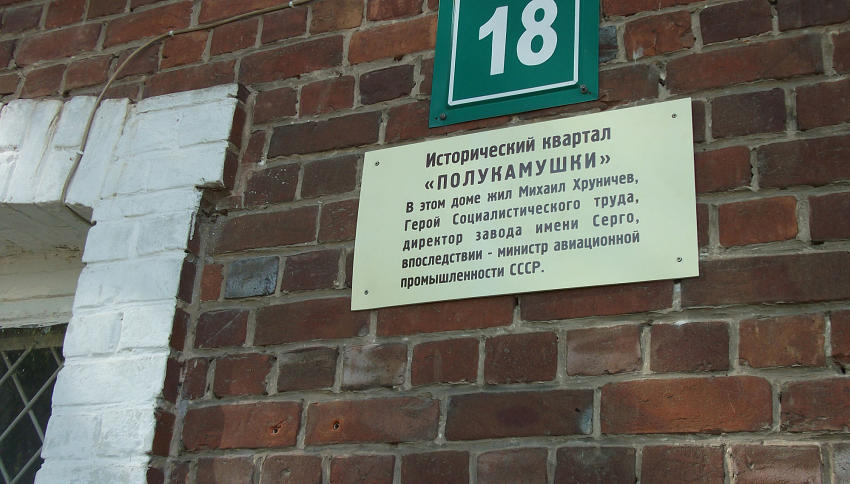 18
Исторический квартал
«ПОЛУКАМУШКИ»
В этом доме жил Михаил Хруничев,
Герой Социалистического труда,
директор завода имени Серго,
впоследствии - министр авиационной
промышленности СССР.